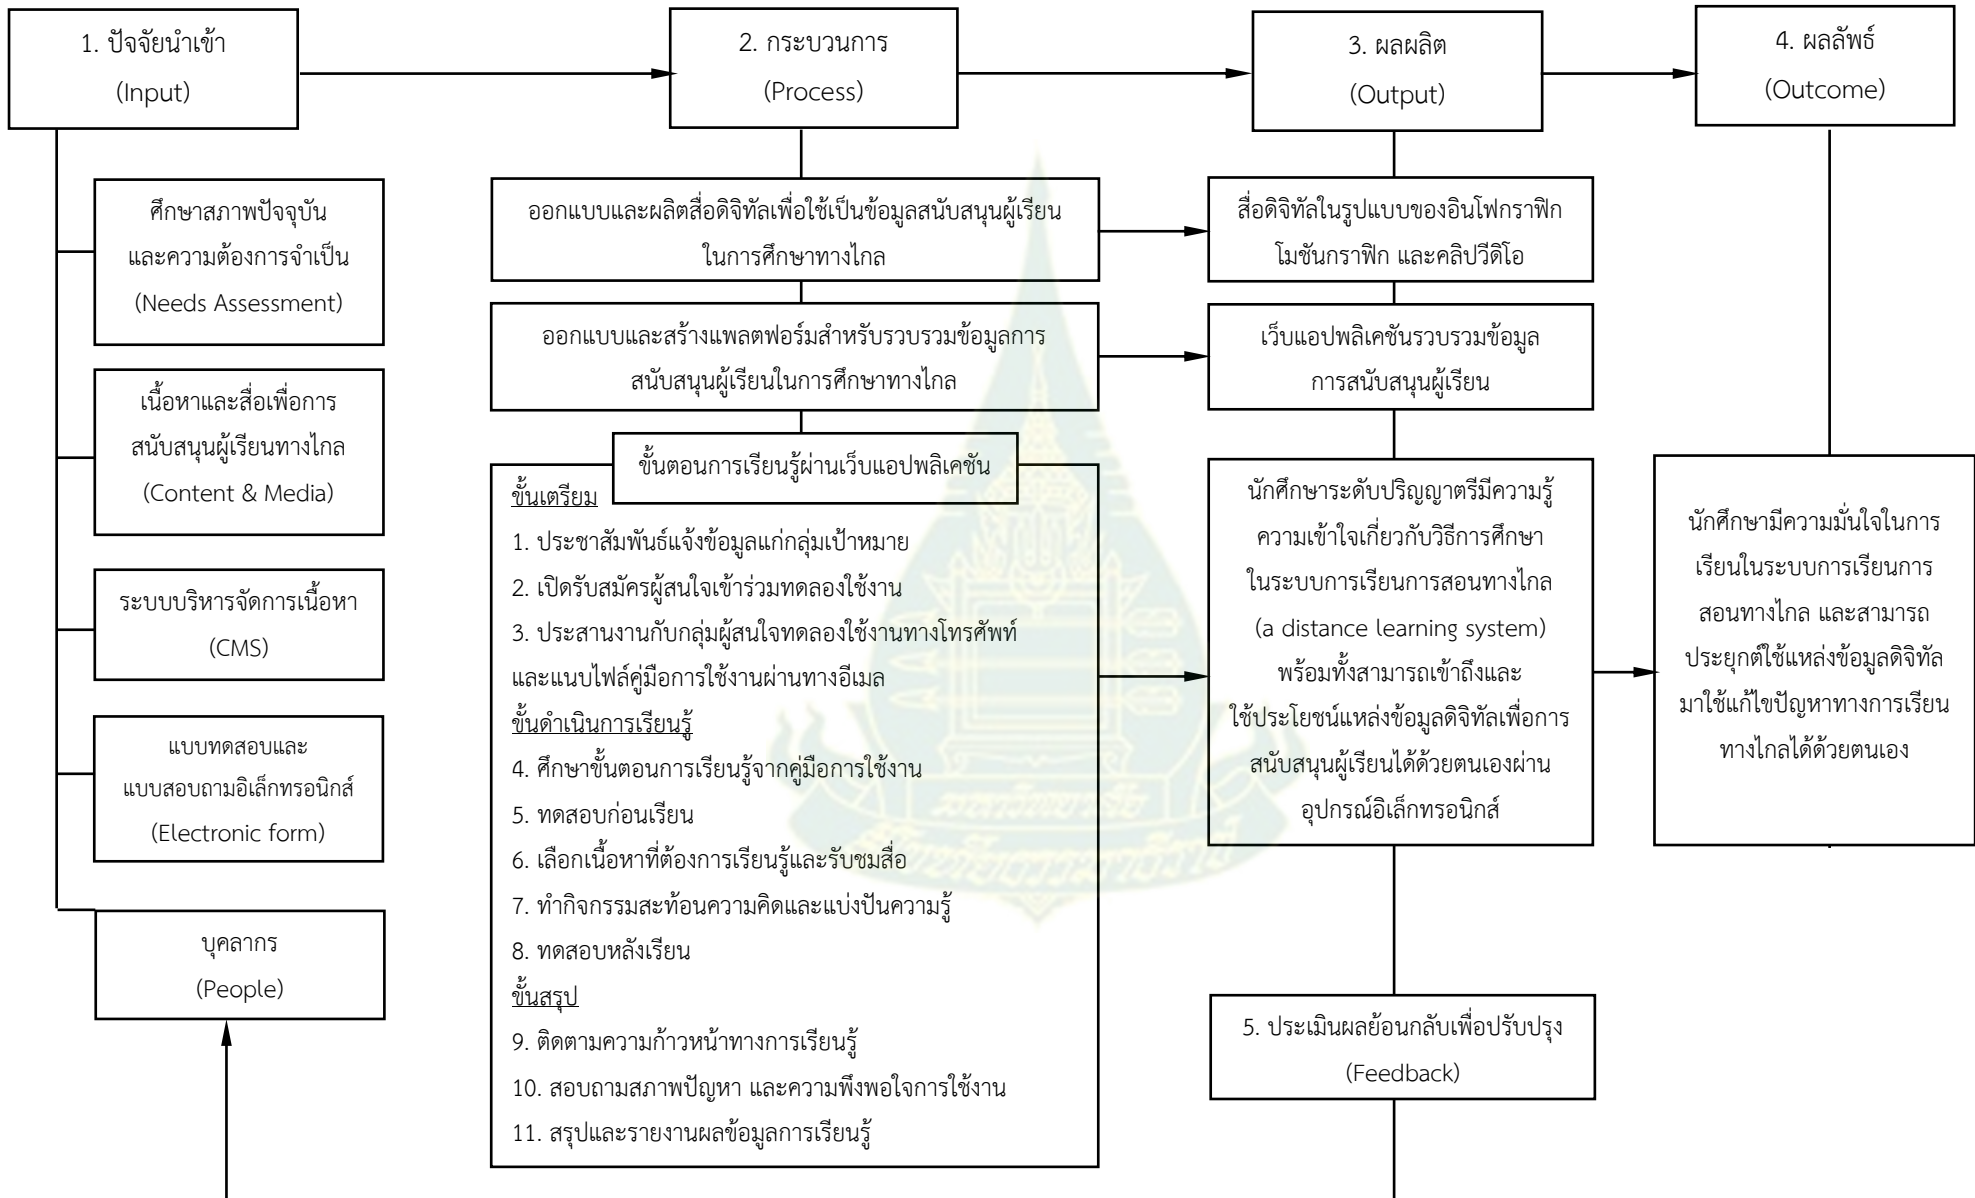 1. ปัจจัยนำเข้า
(Input)
2. กระบวนการ
(Process)
3. ผลผลิต
(Output)
4. ผลลัพธ์
(Outcome)
ศึกษาสภาพปัจจุบัน
และความต้องการจำเป็น
(Needs Assessment)
เนื้อหาและสื่อเพื่อการ
สนับสนุนผู้เรียนทางไกล
(Content & Media)
ระบบบริหารจัดการเนื้อหา
(CMS)
แบบทดสอบและ
แบบสอบถามอิเล็กทรอนิกส์
(Electronic form)
บุคลากร
(People)
ออกแบบและผลิตสื่อดิจิทัลเพื่อใช้เป็นข้อมูลสนับสนุนผู้เรียน
ในการศึกษาทางไกล
ออกแบบและสร้างแพลตฟอร์มสำหรับรวบรวมข้อมูลการ
สนับสนุนผู้เรียนในการศึกษาทางไกล
ขั้นตอนการเรียนรู้ผ่านเว็บแอปพลิเคชัน
ขั้นเตรียม
1. ประชาสัมพันธ์แจ้งข้อมูลแก่กลุ่มเป้าหมาย
2. เปิดรับสมัครผู้สนใจเข้าร่วมทดลองใช้งาน
3. ประสานงานกับกลุ่มผู้สนใจทดลองใช้งานทางโทรศัพท์
และแนบไฟล์คู่มือการใช้งานผ่านทางอีเมล
ขั้นดำเนินการเรียนรู้
4. ศึกษาขั้นตอนการเรียนรู้จากคู่มือการใช้งาน
5. ทดสอบก่อนเรียน
6. เลือกเนื้อหาที่ต้องการเรียนรู้และรับชมสื่อ
7. ทำกิจกรรมสะท้อนความคิดและแบ่งปันความรู้
8. ทดสอบหลังเรียน
ขั้นสรุป
9. ติดตามความก้าวหน้าทางการเรียนรู้
10. สอบถามสภาพปัญหา และความพึงพอใจการใช้งาน
11. สรุปและรายงานผลข้อมูลการเรียนรู้
สื่อดิจิทัลในรูปแบบของอินโฟกราฟิก
โมชันกราฟิก และคลิปวีดิโอ
เว็บแอปพลิเคชันรวบรวมข้อมูล
การสนับสนุนผู้เรียน
นักศึกษาระดับปริญญาตรีมีความรู้
ความเข้าใจเกี่ยวกับวิธีการศึกษา
ในระบบการเรียนการสอนทางไกล
(a distance learning system)
พร้อมทั้งสามารถเข้าถึงและ
ใช้ประโยชน์แหล่งข้อมูลดิจิทัลเพื่อการ
สนับสนุนผู้เรียนได้ด้วยตนเองผ่าน
อุปกรณ์อิเล็กทรอนิกส์
นักศึกษามีความมั่นใจในการ
เรียนในระบบการเรียนการ
สอนทางไกล และสามารถ
ประยุกต์ใช้แหล่งข้อมูลดิจิทัล
มาใช้แก้ไขปัญหาทางการเรียน
ทางไกลได้ด้วยตนเอง
5. ประเมินผลย้อนกลับเพื่อปรับปรุง
(Feedback)
มหาวิทยาลัย
สุโขทัยธรรมาธิราช